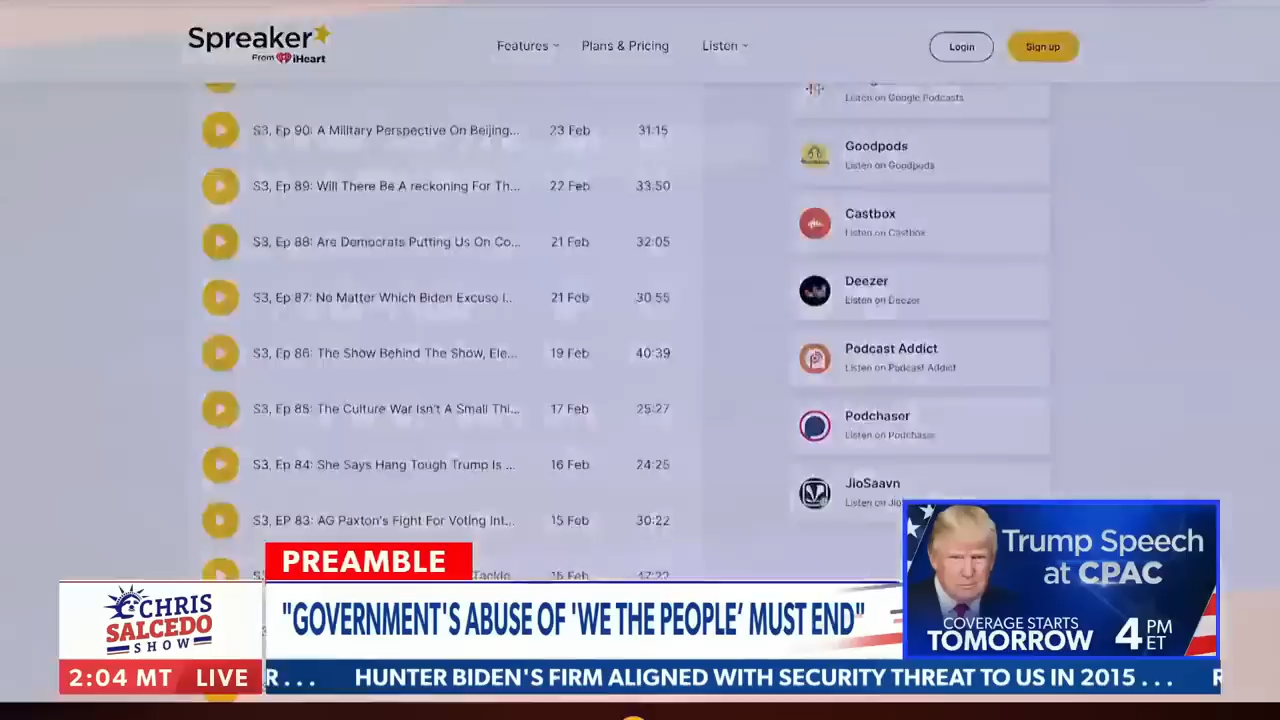 Spreaker
From iHeart
Features
Plans & Pricing
Listen
Login
Sign up
Listen on Google Podcasts
S3, Ep 90: A Military Perspective On Beijing... 23 Feb 31:15
Goodpods
Listen on Goodpods
S3, Ep 89: Will There Be A reckoning For Th... 22 Feb 33:50
Castbox
Listen on Castbox
S3, Ep 88: Are Democrats Putting Us On Co... 21 Feb 32:05
Deezer
Listen on Deezer
S3, Ep 87: No Matter Which Biden Excuse I... 21 Feb 30:55
Podcast Addict
Listen on Podcast Addict
S3, Ep 86: The Show Behind The Show, Ele... 19 Feb 40:39
Podchaser
Listen on Podchaser
S3, Ep 85: The Culture War Isn't A Small Thi... 17 Feb 25:27
S3, Ep 84: She Says Hang Tough Trump Is ... 16 Feb 24:25
JioSaavn
Listen on Jio
S3, EP 83: AG Paxton's Fight For Voting Int... 15 Feb 30:22
PREAMBLE
"GOVERNMENT'S ABUSE OF 'WE THE PEOPLE' MUST END"
CHRIS
SALCEDO
SHOW
Trump Speech
at CPAC
COVERAGE STARTS
TOMORROW
4 PM
ET
2:04 MT LIVE
R... HUNTER BIDEN'S FIRM ALIGNED WITH SECURITY THREAT TO US IN 2015 . . .